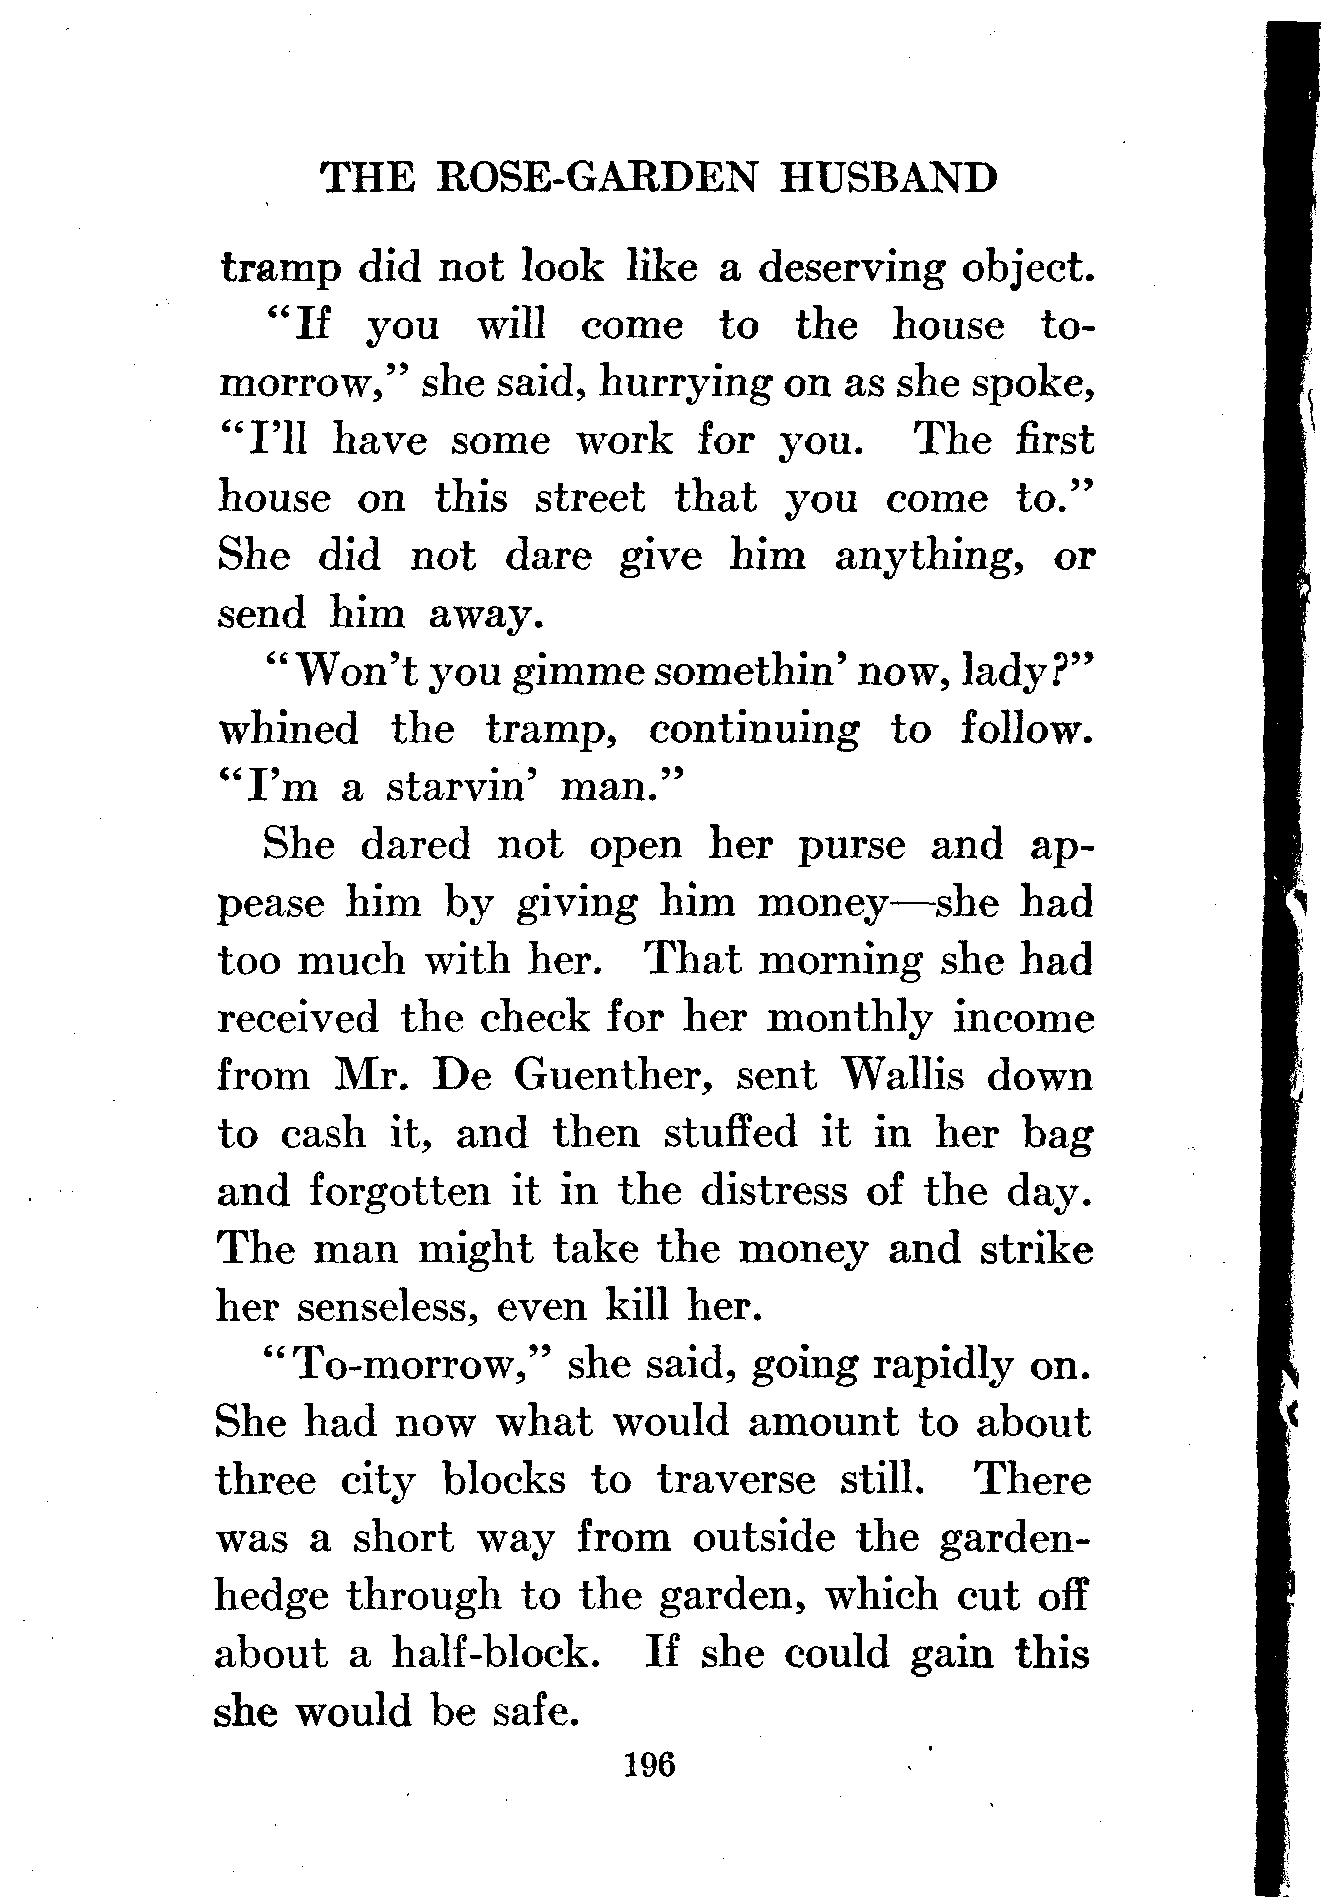 THE ROSE-GARDEN HUSBAND
tramp did not look like a deserving object.
“If you will come to the house to-
morrow,” she said, hurrying on as she spoke,
“I’ll have some work for you. The first
house on this street that you come to.”
She did not dare give him anything, or
send him away.
“Won’t you gimme somethin’ now, lady?”
whined the tramp, continuing to follow.
“I’m a starvin’ man.”
She dared not open her purse and ap-
pease him by giving him money—she had
too much with her. That morning she had
received the check for her monthly income
from Mr. De Guenther, sent Wallis down
to cash it, and then stuffed it in her bag
and forgotten it in the distress of the day.
The man might take the money and strike
her senseless, even kill her.
“To-morrow,” she said, going rapidly on.
She had now what would amount to about
three city blocks to traverse still. There
was a short way from outside the garden-
hedge through to the garden, which cut off
about a half-block. If she could gain this
she would be safe.
196